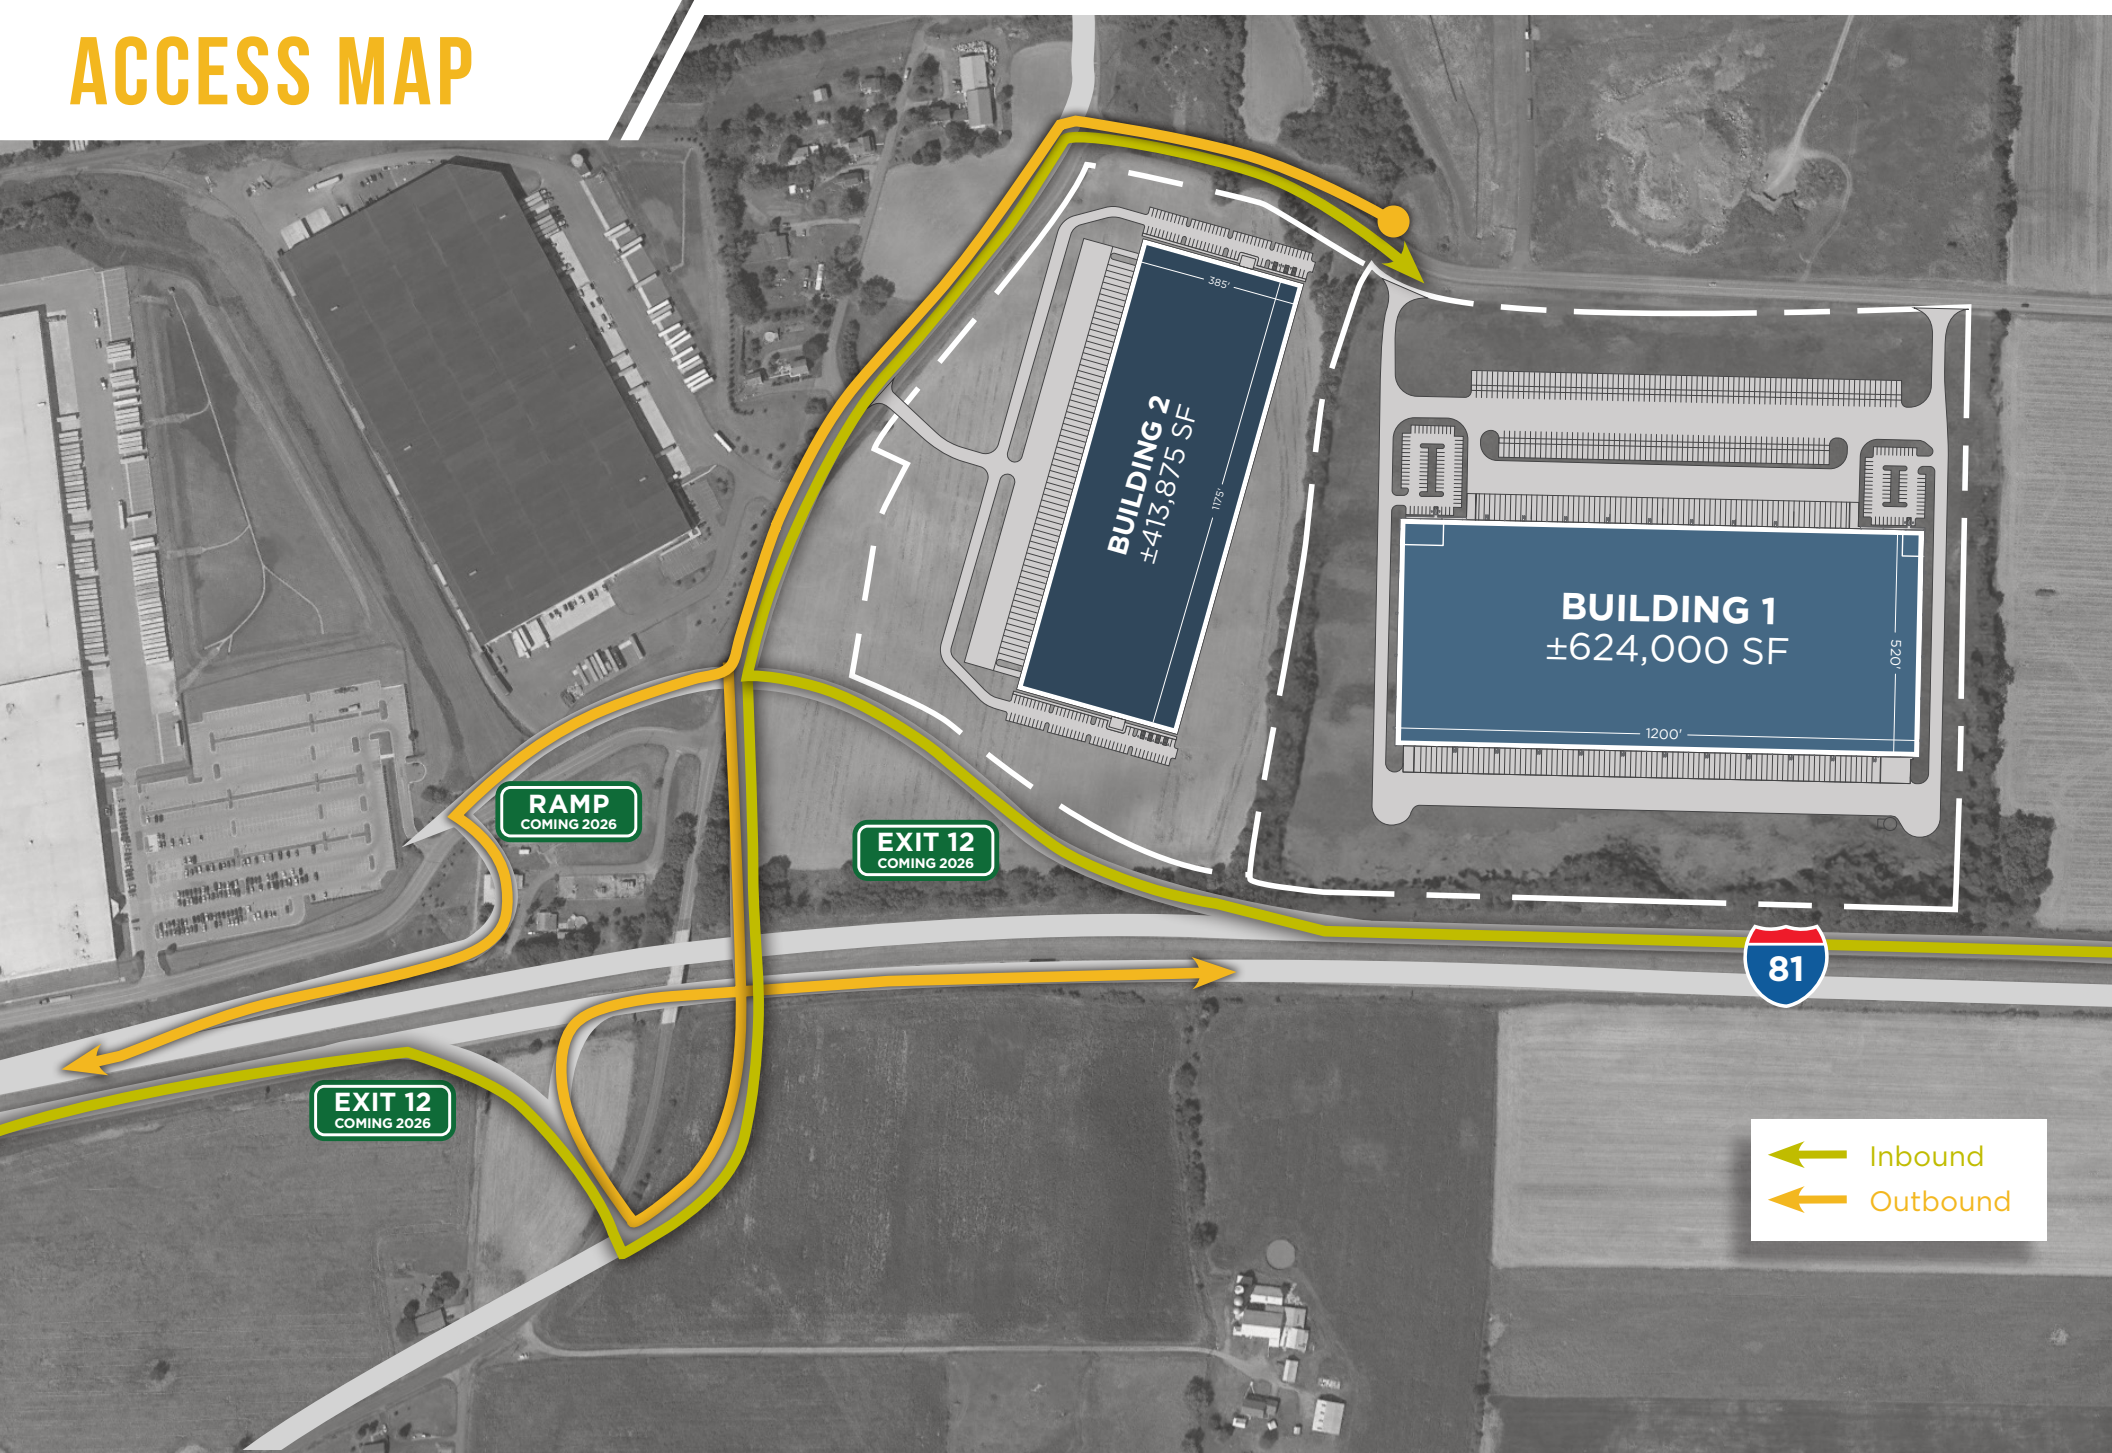 ACCESS MAP
385'
BUILDING 2
±413,875 SF
1175'
BUILDING 1
±624,000 SF
520'
1200'
RAMP
COMING 2026
EXIT 12
COMING 2026
81
EXIT 12
COMING 2026
Inbound
Outbound